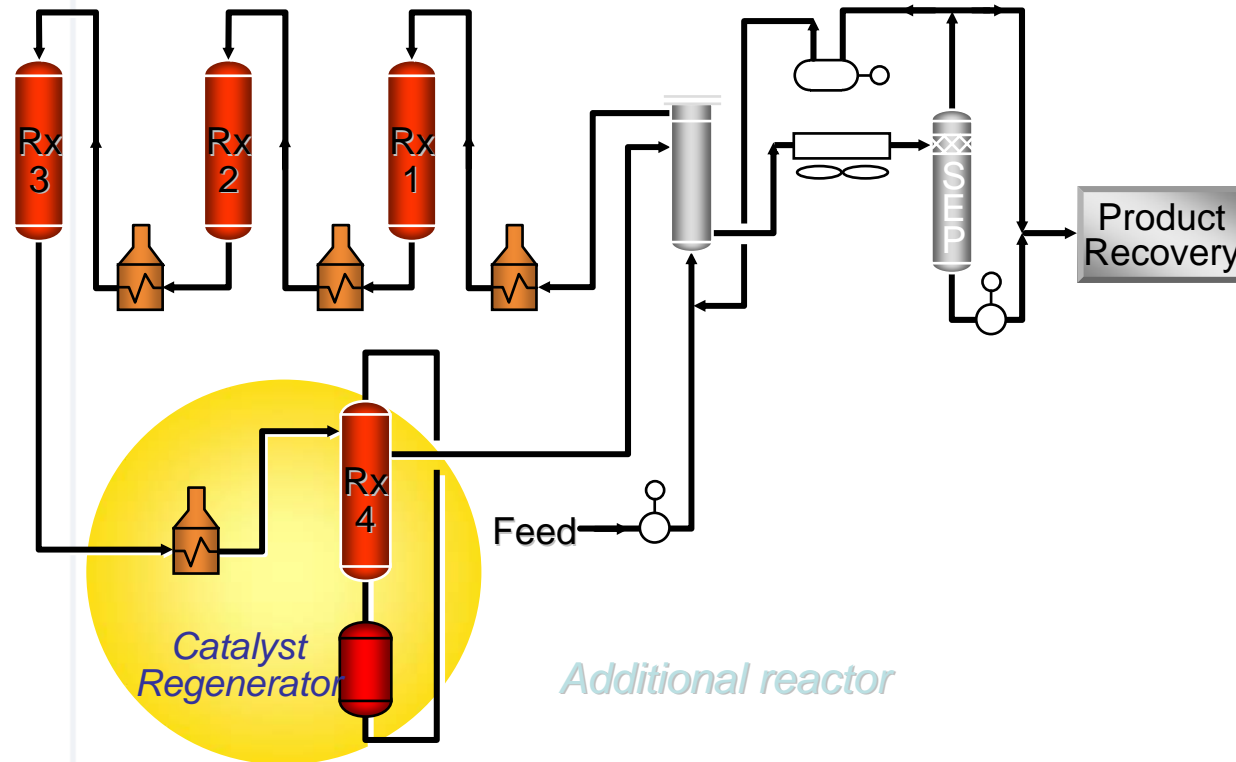 Rx
3
Rx
2
Rx
1
SEP
Product
Recovery
Rx
4
Feed
Catalyst
Regenerator
Additional reactor